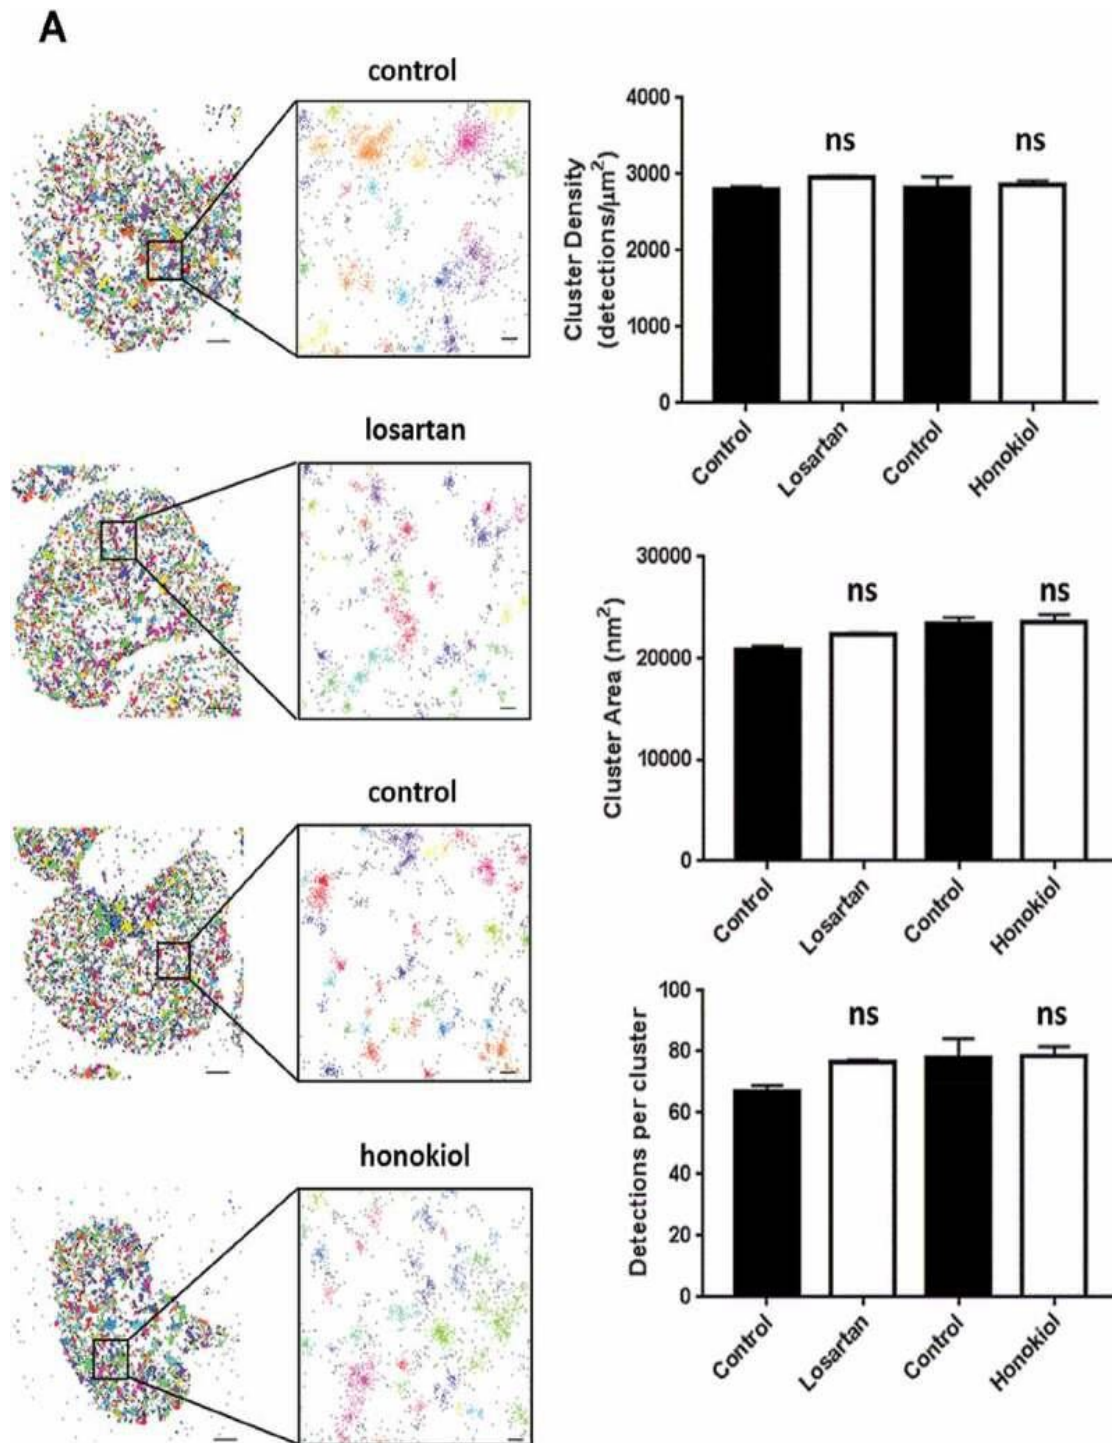 A
control
losartan
control
honokiol
Cluster Density
(detections/μm²)
4000
3000
2000
1000
0
ns
ns
Control
Losartan
Control
Honokiol
Cluster Area (nm²)
30000
20000
10000
0
ns
ns
Control
Losartan
Control
Honokiol
Detections per cluster
100
80
60
40
20
0
ns
ns
Control
Losartan
Control
Honokiol